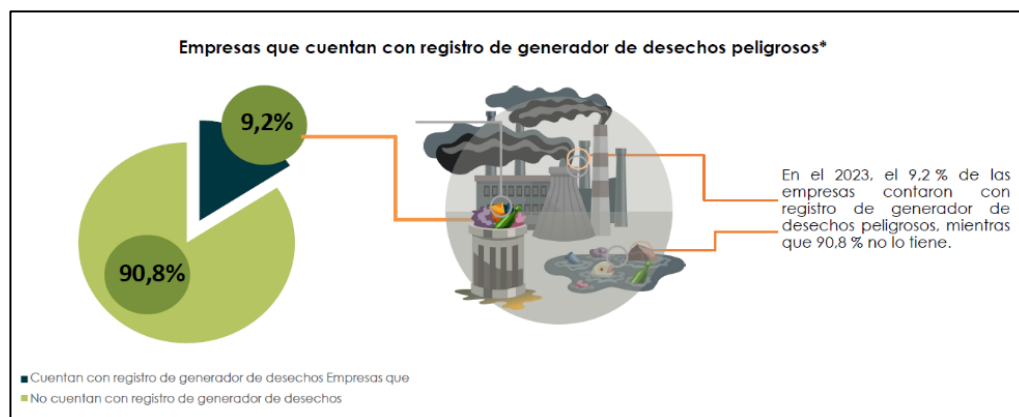 Empresas que cuentan con registro de generador de desechos peligrosos*
9,2%
90,8%
En el 2023, el 9,2 % de las
empresas contaron con
registro de generador de
desechos peligrosos, mientras
que 90,8 % no lo tiene.
Cuentan con registro de generador de desechos Empresas que
No cuentan con registro de generador de desechos